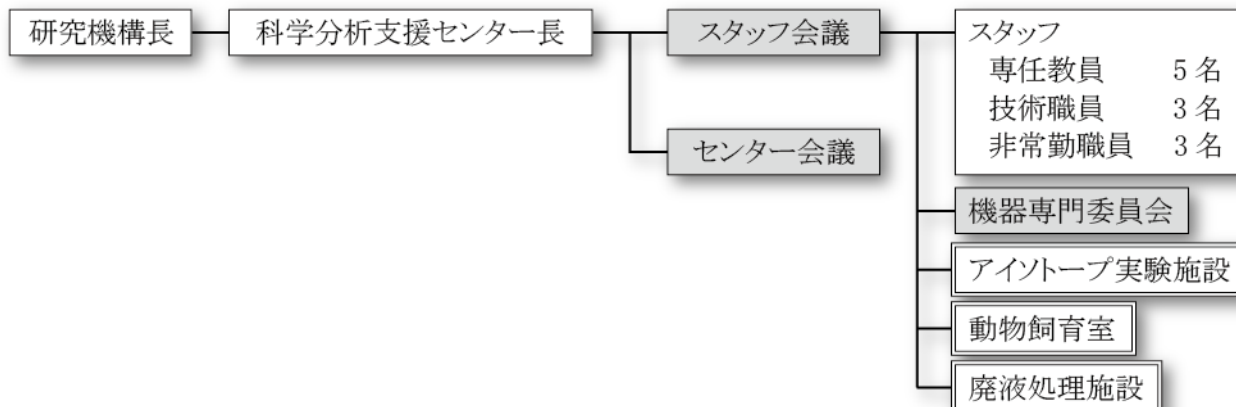 研究機構長
科学分析支援センター長
スタッフ会議
センター会議
スタッフ
専任教員 5 名
技術職員 3 名
非常勤職員 3 名
機器専門委員会
アイソトープ実験施設
動物飼育室
廃液処理施設